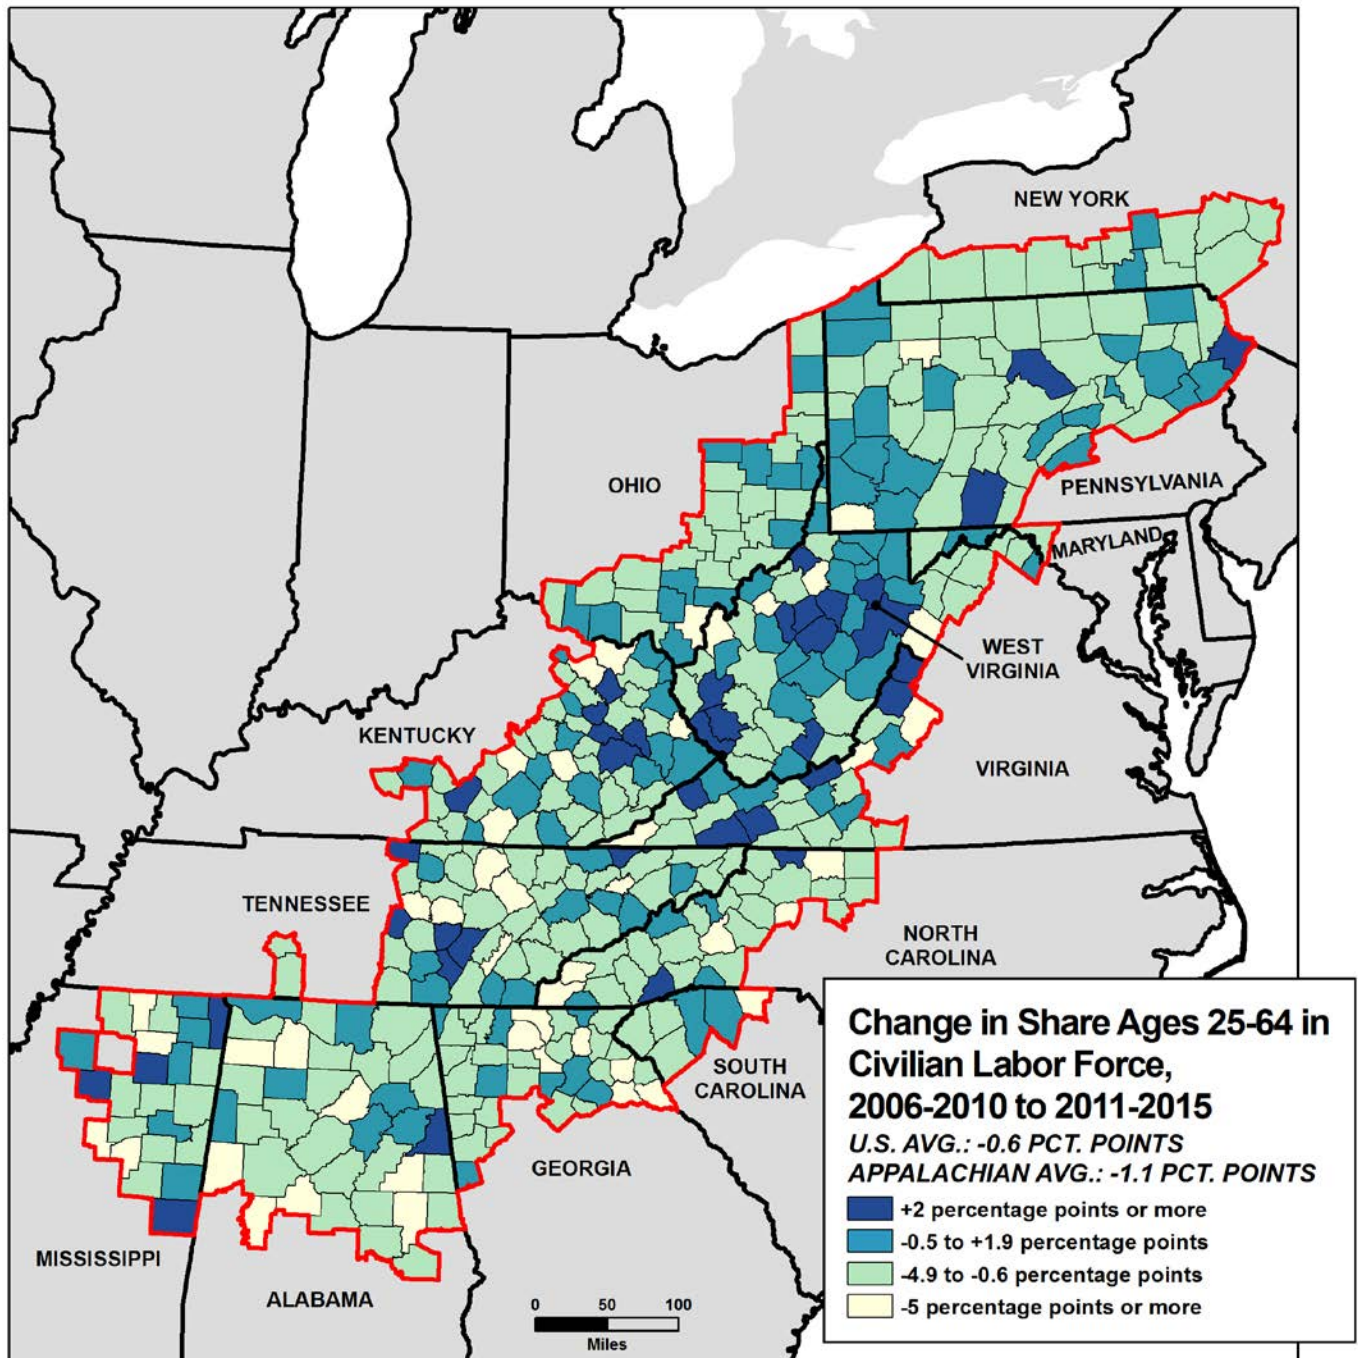 NEW YORK
OHIO
PENNSYLVANIA
MARYLAND
WEST
VIRGINIA
KENTUCKY
VIRGINIA
TENNESSEE
NORTH
CAROLINA
SOUTH
CAROLINA
GEORGIA
MISSISSIPPI
ALABAMA
0 50 100
Miles
Change in Share Ages 25-64 in
Civilian Labor Force,
2006-2010 to 2011-2015
U.S. AVG.: -0.6 PCT. POINTS
APPALACHIAN AVG.: -1.1 PCT. POINTS
+2 percentage points or more
-0.5 to +1.9 percentage points
-4.9 to -0.6 percentage points
-5 percentage points or more